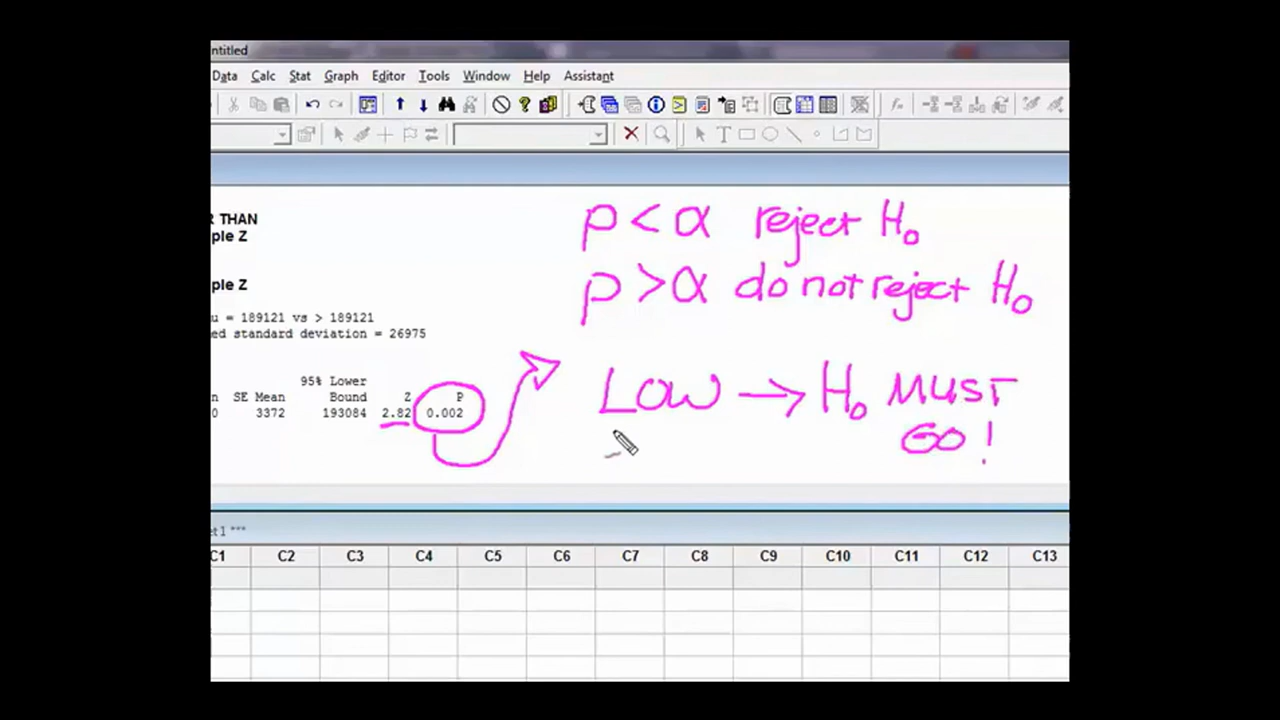 ntitled
Data Calc Stat Graph Editor Tools Window Help Assistant
R THAN
ple Z
ple Z
u = 189121 vs > 189121
ed standard deviation = 26975
95% Lower
n SE Mean Bound Z P
0 3372 193084 2.82 0.002
p < α reject H₀
p > α do not reject H₀
LOW → H₀ MUST
GO!
et1 ***
C1 C2 C3 C4 C5 C6 C7 C8 C9 C10 C11 C12 C13